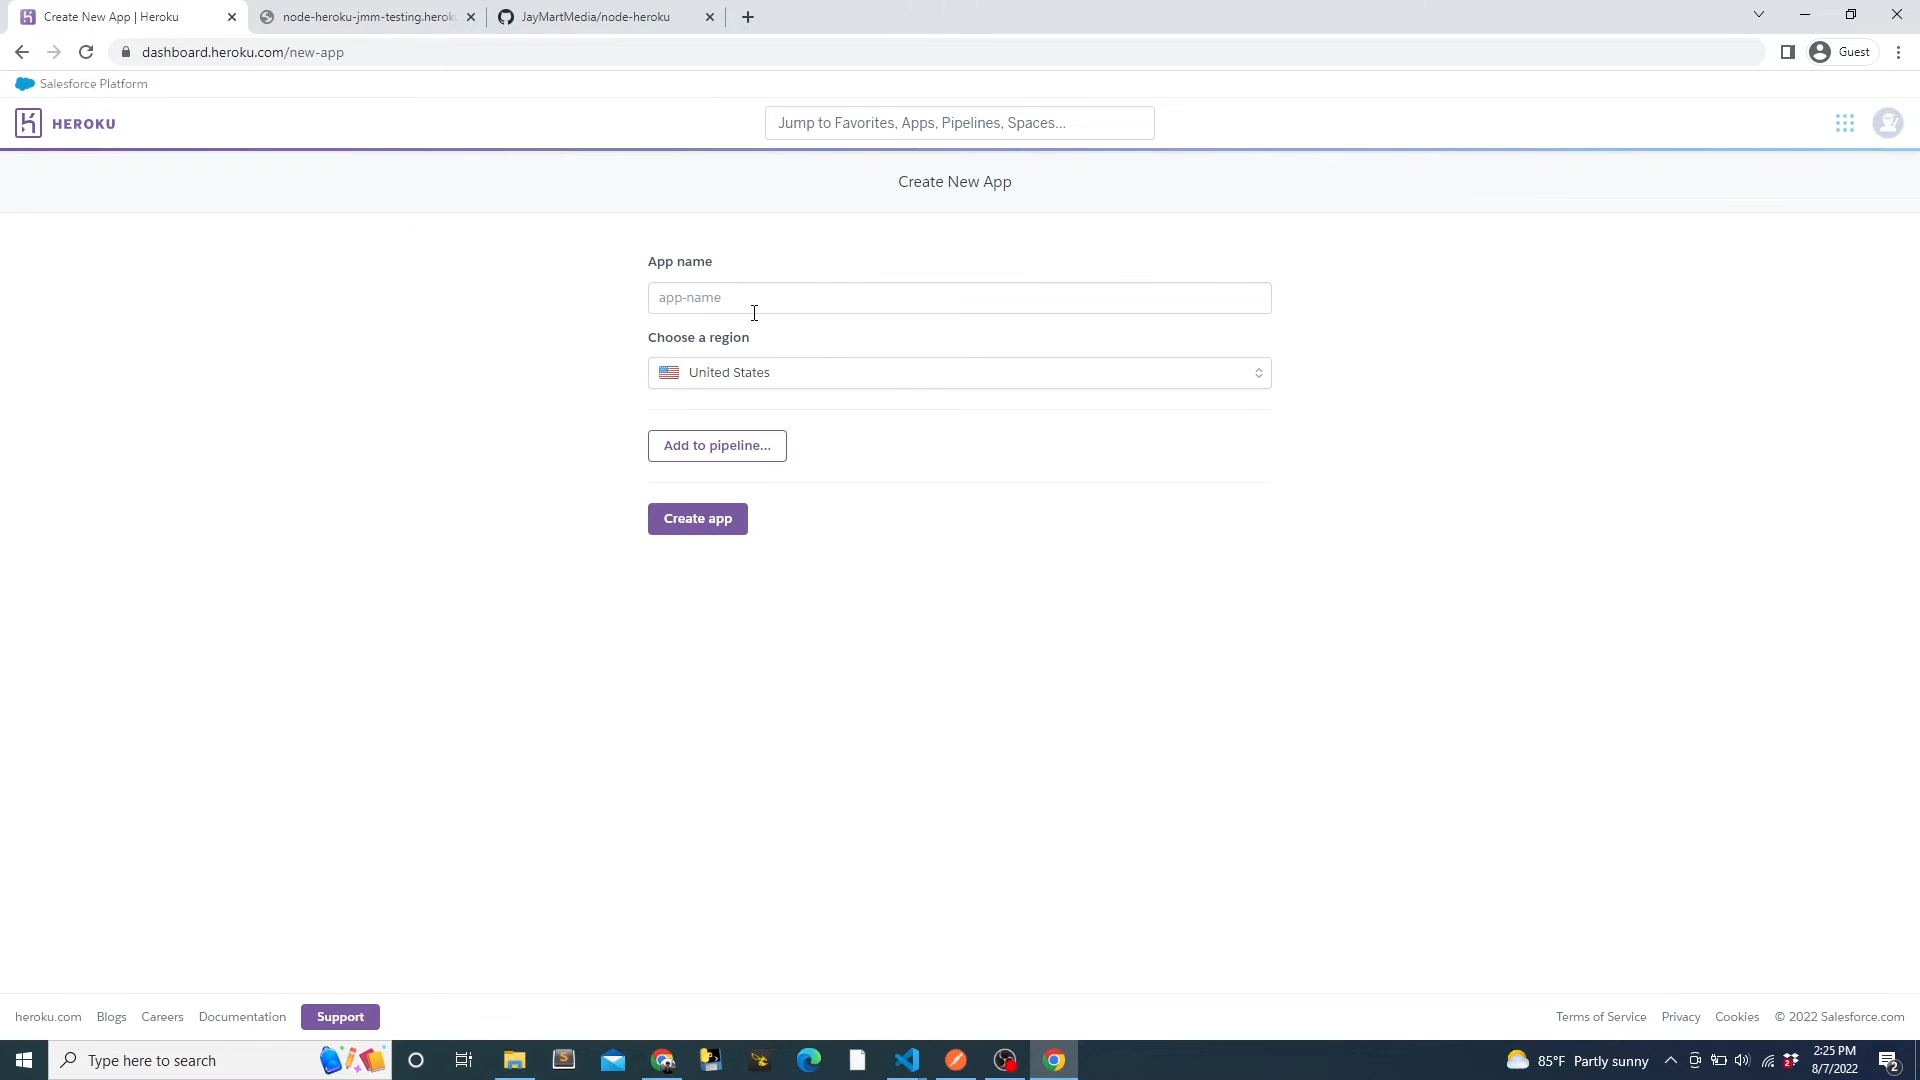 Create New App | Heroku
node-heroku-jmm-testing.heroku
JayMartMedia/node-heroku
dashboard.heroku.com/new-app
Guest
Salesforce Platform
HEROKU
Jump to Favorites, Apps, Pipelines, Spaces...
Create New App
App name
app-name
Choose a region
United States
Add to pipeline...
Create app
heroku.com
Blogs
Careers
Documentation
Support
Terms of Service
Privacy
Cookies
© 2022 Salesforce.com
Type here to search
85°F Partly sunny
2:25 PM
8/7/2022
2